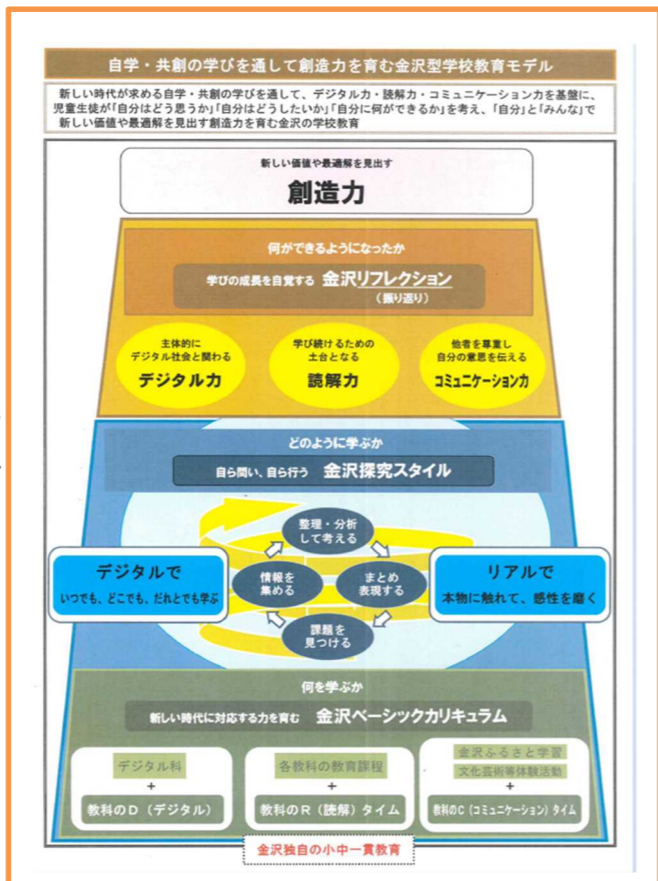 自学・共創の学びを通して創造力を育む金沢型学校教育モデル
新しい時代が求める自学・共創の学びを通して、デジタル力・読解力・コミュニケーション力を基盤に、
児童生徒が「自分はどう思うか」「自分はどうしたいか」「自分に何ができるか」を考え、「自分」と「みんな」で
新しい価値や最適解を見出す創造力を育む金沢の学校教育
新しい価値や最適解を見出す
創造力
何ができるようになったか
学びの成長を自覚する 金沢リフレクション
（振り返り）
主体的に
デジタル社会と関わる
デジタル力
学び続けるための
土台となる
読解力
他者を尊重し
自分の意思を伝える
コミュニケーション力
どのように学ぶか
自ら問い、自ら行う 金沢探究スタイル
整理・分析
して考える
情報を
集める
まとめ
表現する
課題を
見つける
デジタルで
いつでも、どこでも、だれとでも学ぶ
リアルで
本物に触れて、感性を磨く
何を学ぶか
新しい時代に対応する力を育む 金沢ベーシックカリキュラム
デジタル科
+
教科のD（デジタル）
各教科の教育課程
+
教科のR（読解）タイム
金沢ふるさと学習
文化芸術等体験活動
+
教科のC（コミュニケーション）タイム
金沢独自の小中一貫教育